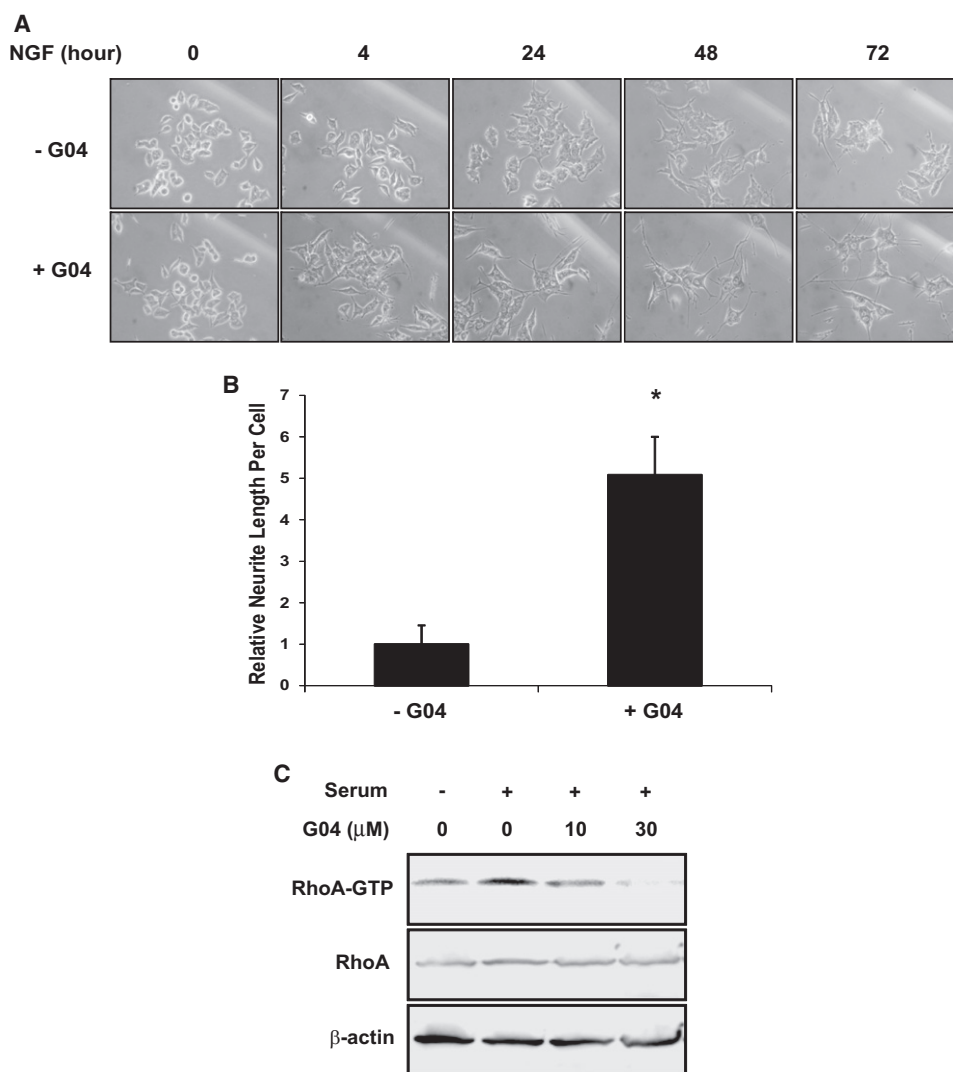 A
NGF (hour) 0 4 24 48 72
- G04
+ G04
B
Relative Neurite Length Per Cell
7
6
5
4
3
2
1
0
*
- G04 + G04
C
Serum - + + +
G04 (μM) 0 0 10 30
RhoA-GTP
RhoA
β-actin